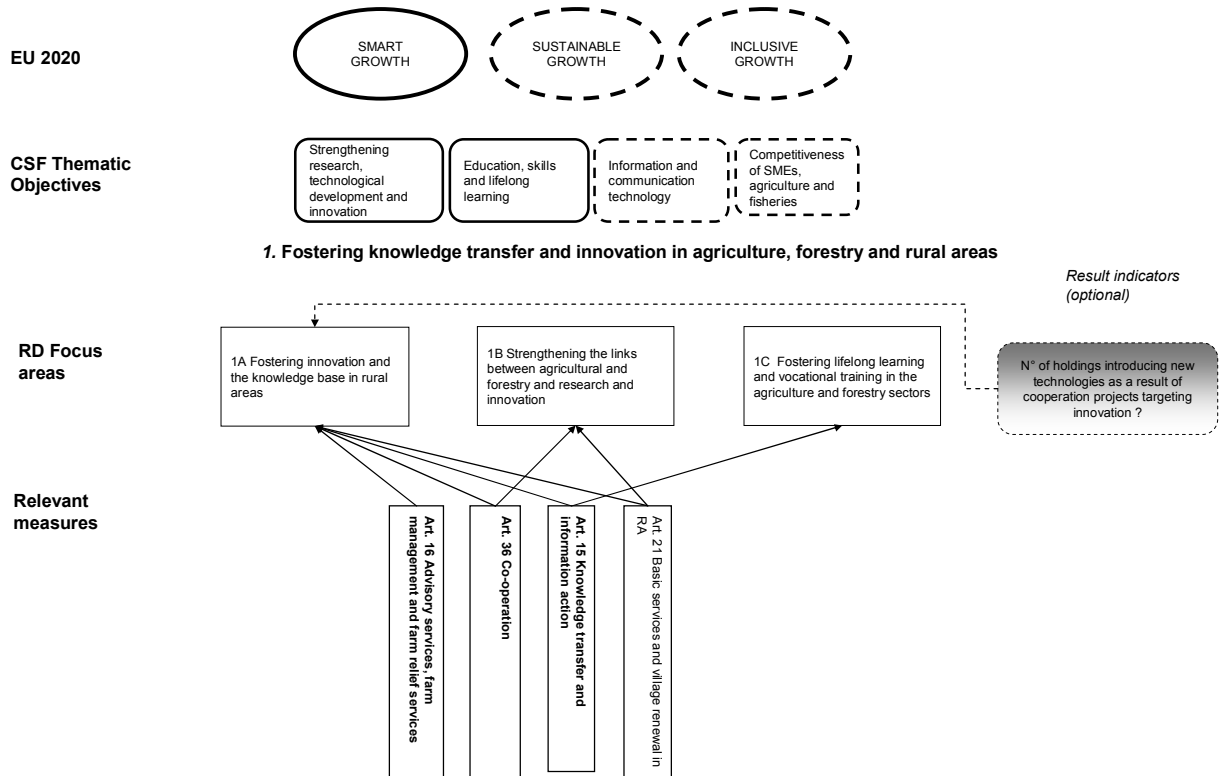 EU 2020
SMART
GROWTH
SUSTAINABLE
GROWTH
INCLUSIVE
GROWTH
CSF Thematic
Objectives
Strengthening
research,
technological
development and
innovation
Education, skills
and lifelong
learning
Information and
communication
technology
Competitiveness
of SMEs,
agriculture and
fisheries
1. Fostering knowledge transfer and innovation in agriculture, forestry and rural areas
Result indicators
(optional)
RD Focus
areas
1A Fostering innovation and
the knowledge base in rural
areas
1B Strengthening the links
between agricultural and
forestry and research and
innovation
1C Fostering lifelong learning
and vocational training in the
agriculture and forestry sectors
N° of holdings introducing new
technologies as a result of
cooperation projects targeting
innovation ?
Relevant
measures
Art. 16 Advisory services, farm
management and farm relief services
Art. 36 Co-operation
Art. 15 Knowledge transfer and
information action
Art. 21 Basic services and village renewal in
RA